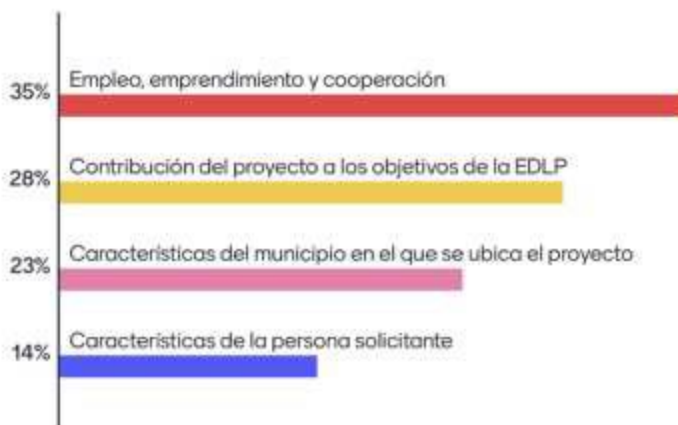 Empleo, emprendimiento y cooperación
35%
Contribución del proyecto a los objetivos de la EDLP
28%
Características del municipio en el que se ubica el proyecto
23%
Características de la persona solicitante
14%